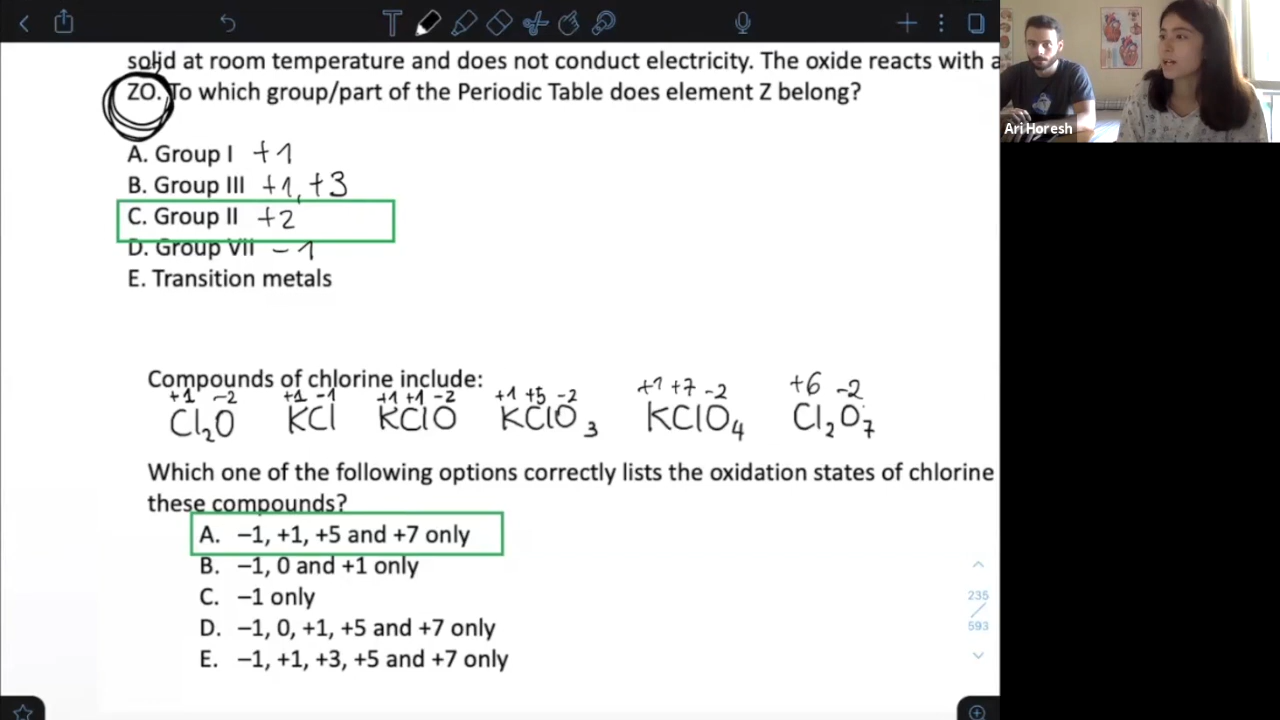 solid at room temperature and does not conduct electricity. The oxide reacts with a
ZO. To which group/part of the Periodic Table does element Z belong?
A. Group I +1
B. Group III +1, +3
C. Group II +2
D. Group VII -1
E. Transition metals
Compounds of chlorine include:
+1 -2 +1 -1 +1 +1 -2 +1 +5 -2 +1 +7 -2 +6 -2
Cl₂O KCl KClO KClO₃ KClO₄ Cl₂O₇
Which one of the following options correctly lists the oxidation states of chlorine
these compounds?
A. –1, +1, +5 and +7 only
B. –1, 0 and +1 only
C. –1 only
D. –1, 0, +1, +5 and +7 only
E. –1, +1, +3, +5 and +7 only
235
593
Ari Horesh
T